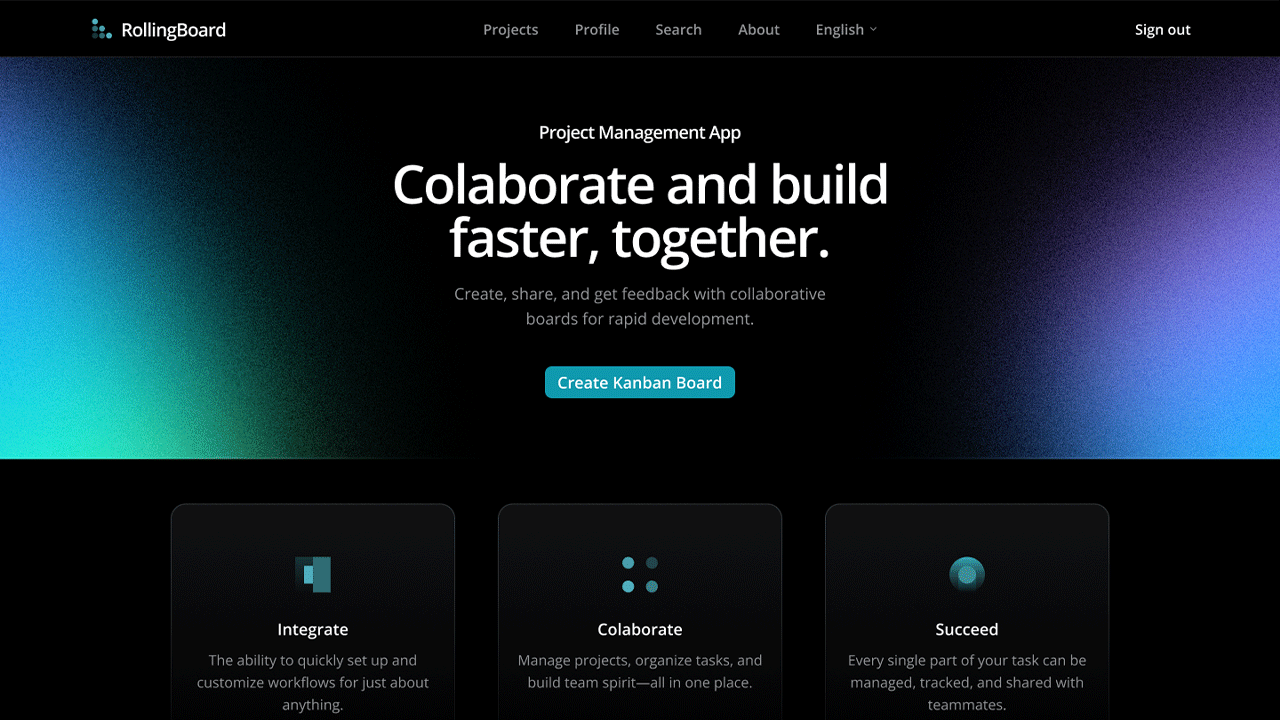 RollingBoard
Projects
Profile
Search
About
English
Sign out
Project Management App
Colaborate and build
faster, together.
Create, share, and get feedback with collaborative
boards for rapid development.
Create Kanban Board
Integrate
The ability to quickly set up and
customize workflows for just about
anything.
Colaborate
Manage projects, organize tasks, and
build team spirit—all in one place.
Succeed
Every single part of your task can be
managed, tracked, and shared with
teammates.